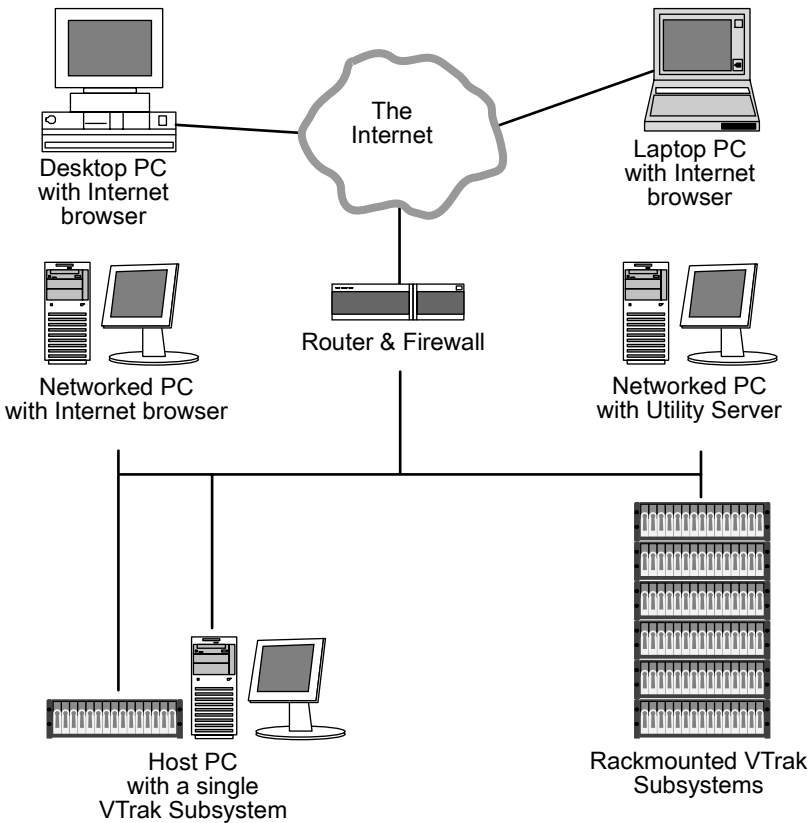 The
Internet
Desktop PC
with Internet
browser
Laptop PC
with Internet
browser
Router & Firewall
Networked PC
with Internet browser
Networked PC
with Utility Server
Host PC
with a single
VTrak Subsystem
Rackmounted VTrak
Subsystems